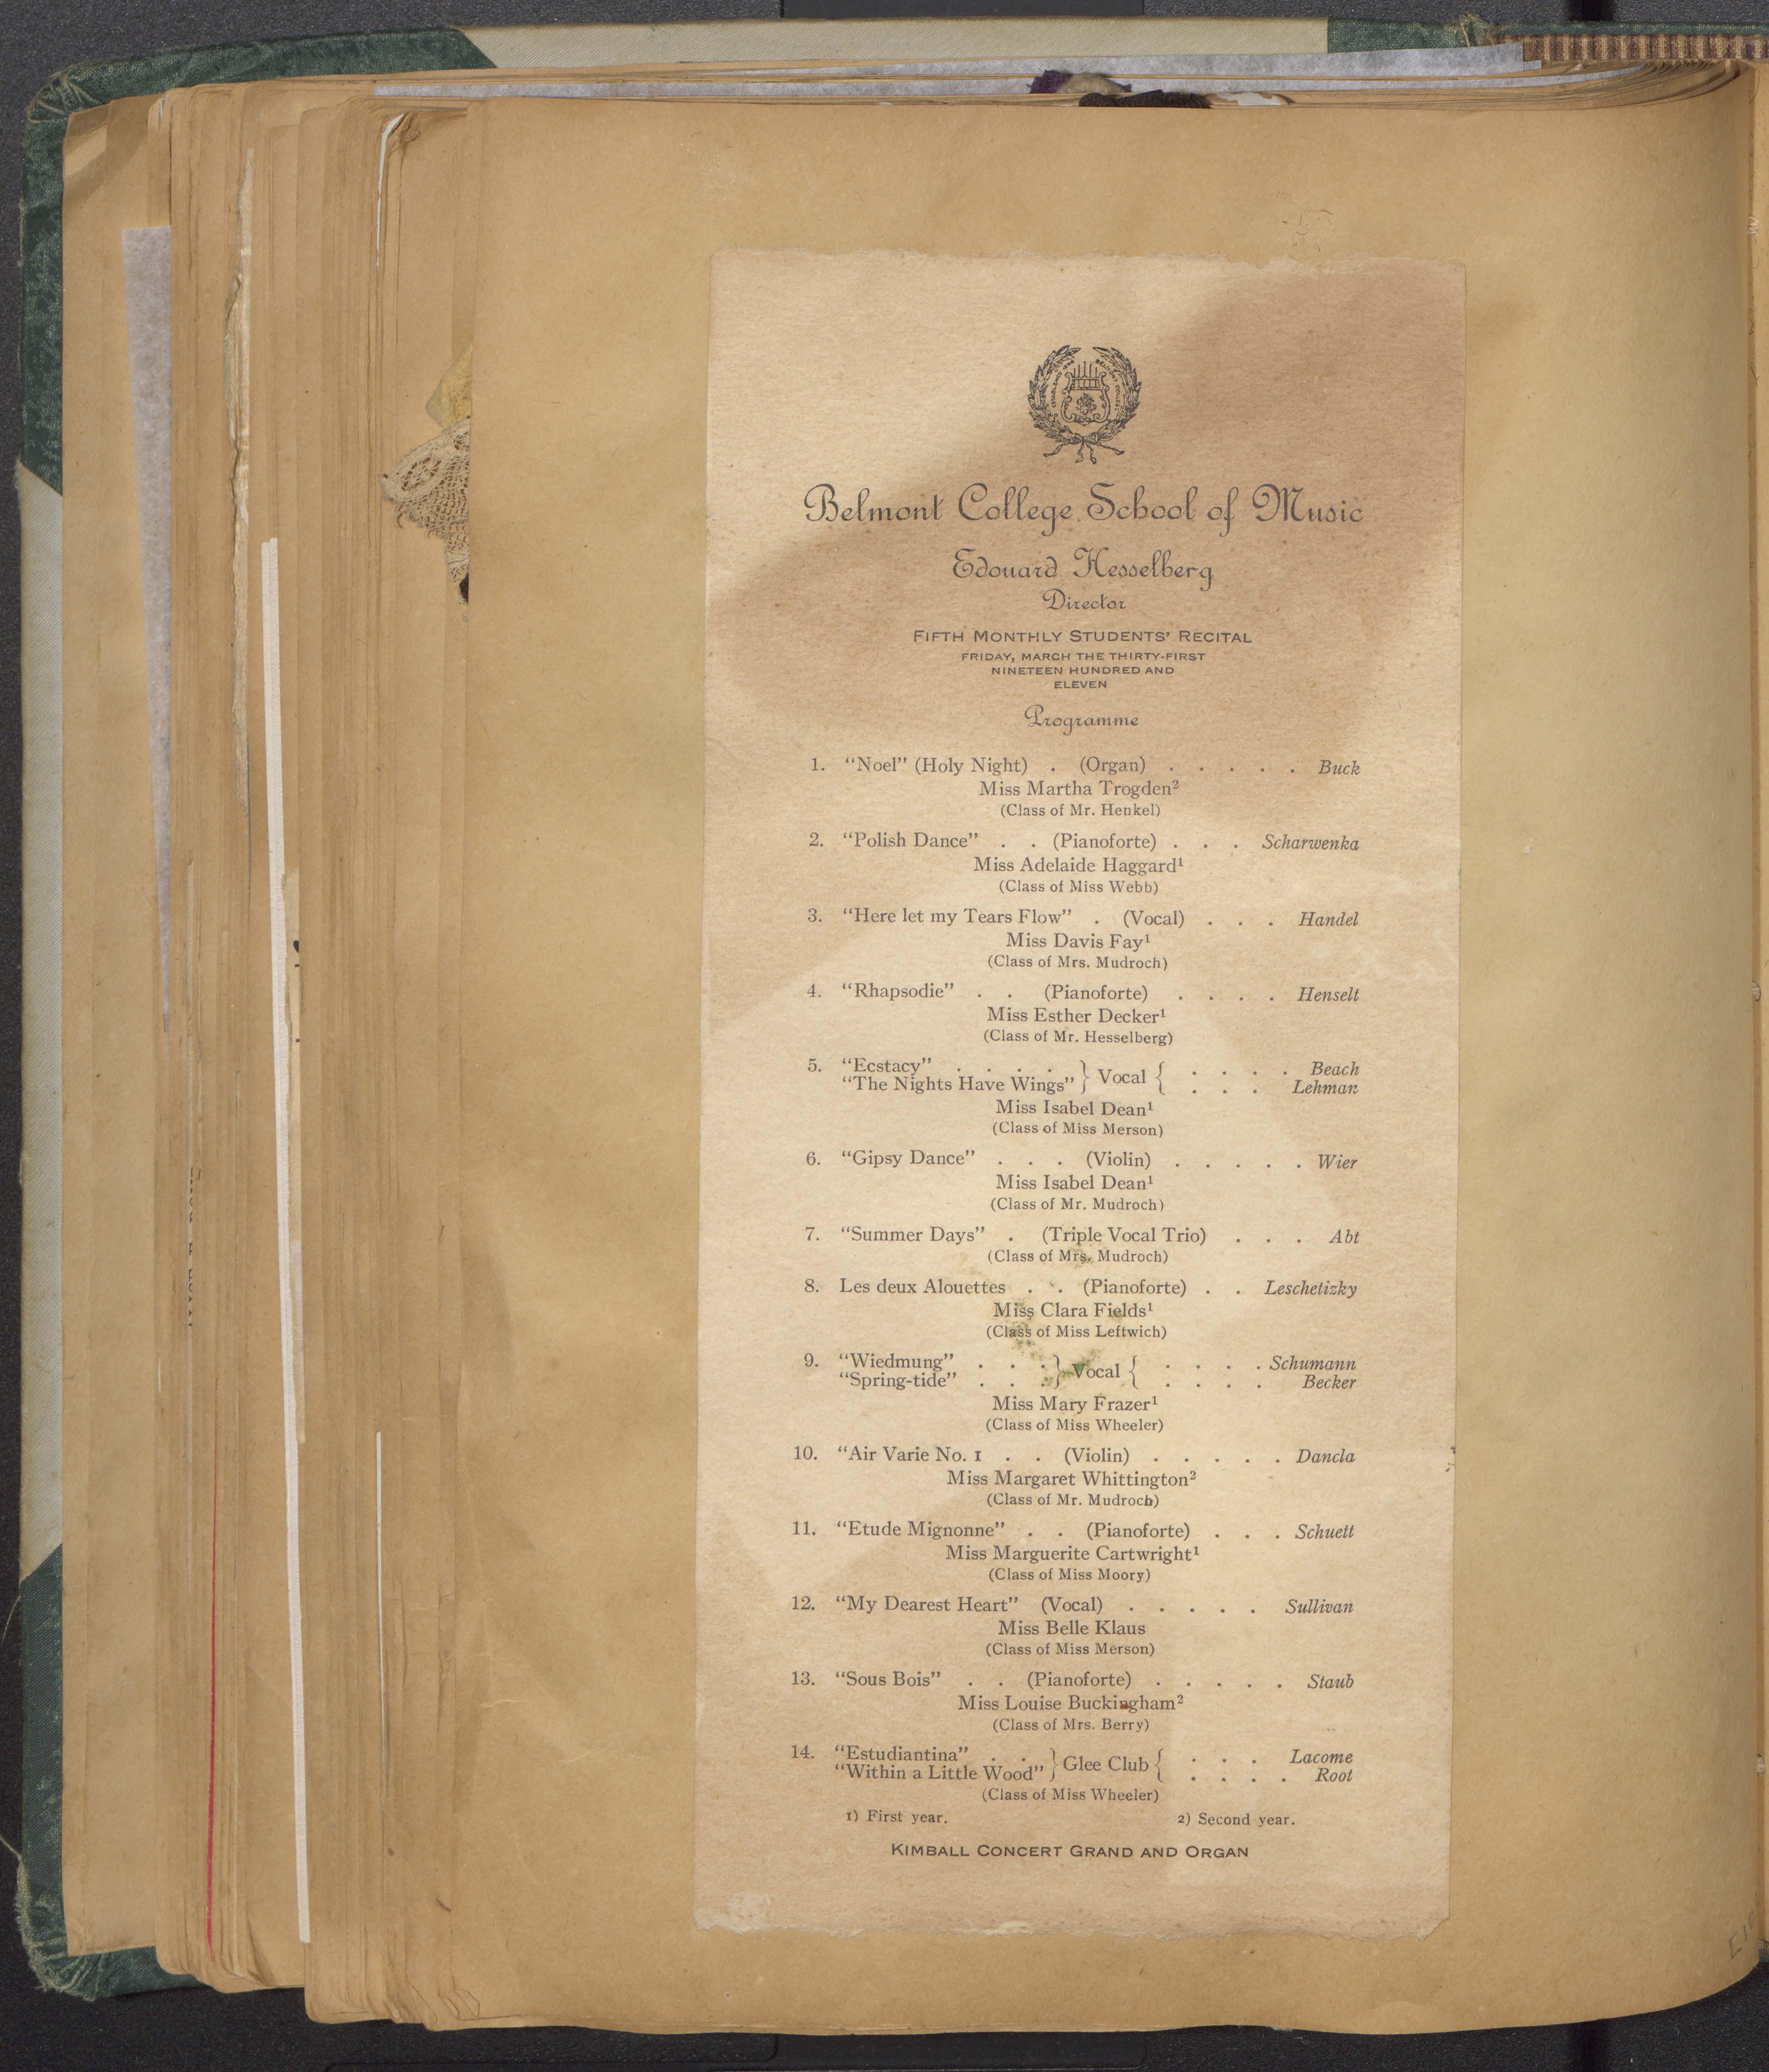 Belmont College School of Music
Edouard Hesselberg
Director
FIFTH MONTHLY STUDENTS' RECITAL
FRIDAY, MARCH THE THIRTY-FIRST
NINETEEN HUNDRED AND
ELEVEN
Programme
1. "Noel" (Holy Night) . (Organ) . . . . . Buck
Miss Martha Trogden²
(Class of Mr. Henkel)
2. "Polish Dance" . . (Pianoforte) . . . Scharwenka
Miss Adelaide Haggard¹
(Class of Miss Webb)
3. "Here let my Tears Flow" . (Vocal) . . . Handel
Miss Davis Fay¹
(Class of Mrs. Mudroch)
4. "Rhapsodie" . . (Pianoforte) . . . . Henselt
Miss Esther Decker¹
(Class of Mr. Hesselberg)
5. "Ecstacy" . . . . } Vocal { . . . . Beach
"The Nights Have Wings" . . . Lehman
Miss Isabel Dean¹
(Class of Miss Merson)
6. "Gipsy Dance" . . . (Violin) . . . . . Wier
Miss Isabel Dean¹
(Class of Mr. Mudroch)
7. "Summer Days" . (Triple Vocal Trio) . . . Abt
(Class of Mrs. Mudroch)
8. Les deux Alouettes . . (Pianoforte) . . Leschetizky
Miss Clara Fields¹
(Class of Miss Leftwich)
9. "Wiedmung" . . . } Vocal { . . . . Schumann
"Spring-tide" . . . . . . . Becker
Miss Mary Frazer¹
(Class of Miss Wheeler)
10. "Air Varie No. 1 . . (Violin) . . . . . Dancla
Miss Margaret Whittington²
(Class of Mr. Mudroch)
11. "Etude Mignonne" . . (Pianoforte) . . . Schuett
Miss Marguerite Cartwright¹
(Class of Miss Moory)
12. "My Dearest Heart" (Vocal) . . . . . Sullivan
Miss Belle Klaus
(Class of Miss Merson)
13. "Sous Bois" . . (Pianoforte) . . . . . Staub
Miss Louise Buckingham²
(Class of Mrs. Berry)
14. "Estudiantina" . . } Glee Club { . . . Lacome
"Within a Little Wood" . . . . Root
(Class of Miss Wheeler)
1) First year. 2) Second year.
KIMBALL CONCERT GRAND AND ORGAN